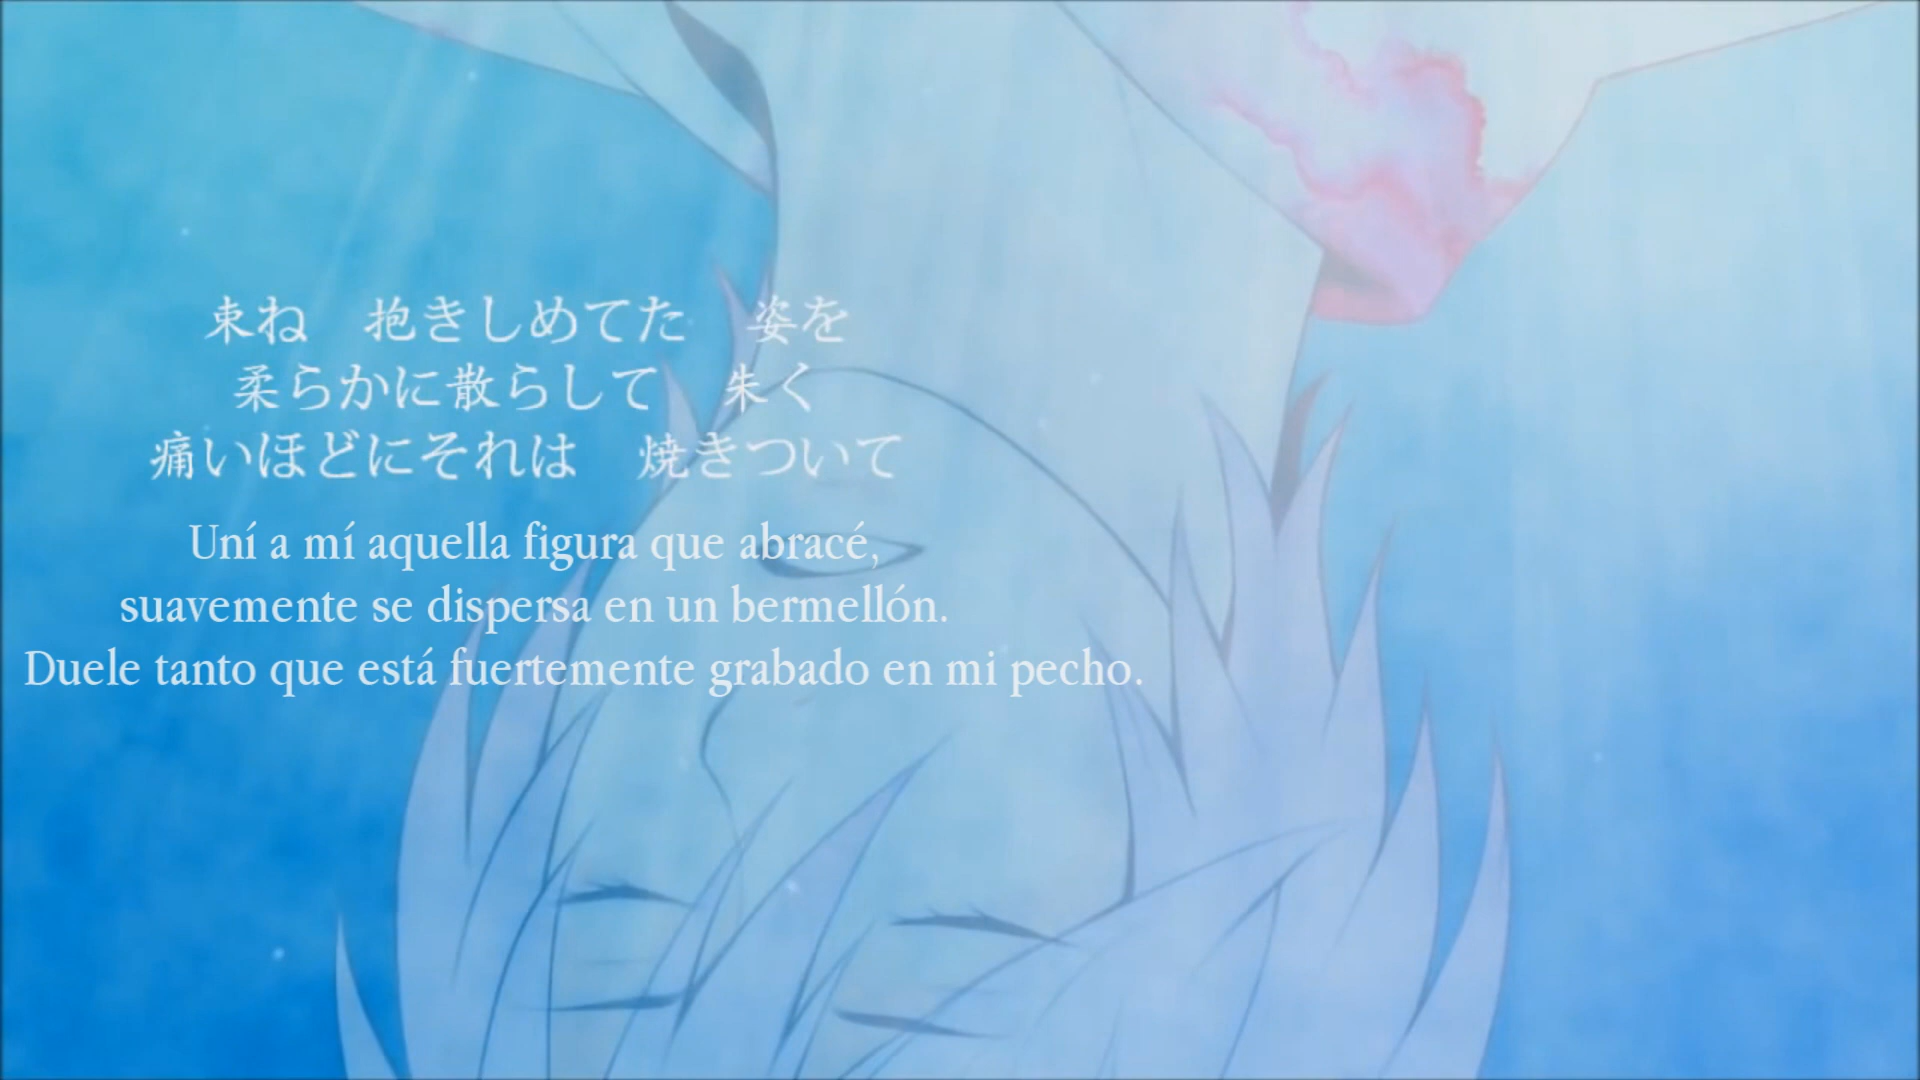 束ね　抱きしめてた　姿を
柔らかに散らして　朱く
痛いほどにそれは　焼きついて
Uní a mí aquella figura que abracé,
suavemente se dispersa en un bermellón.
Duele tanto que está fuertemente grabado en mi pecho.